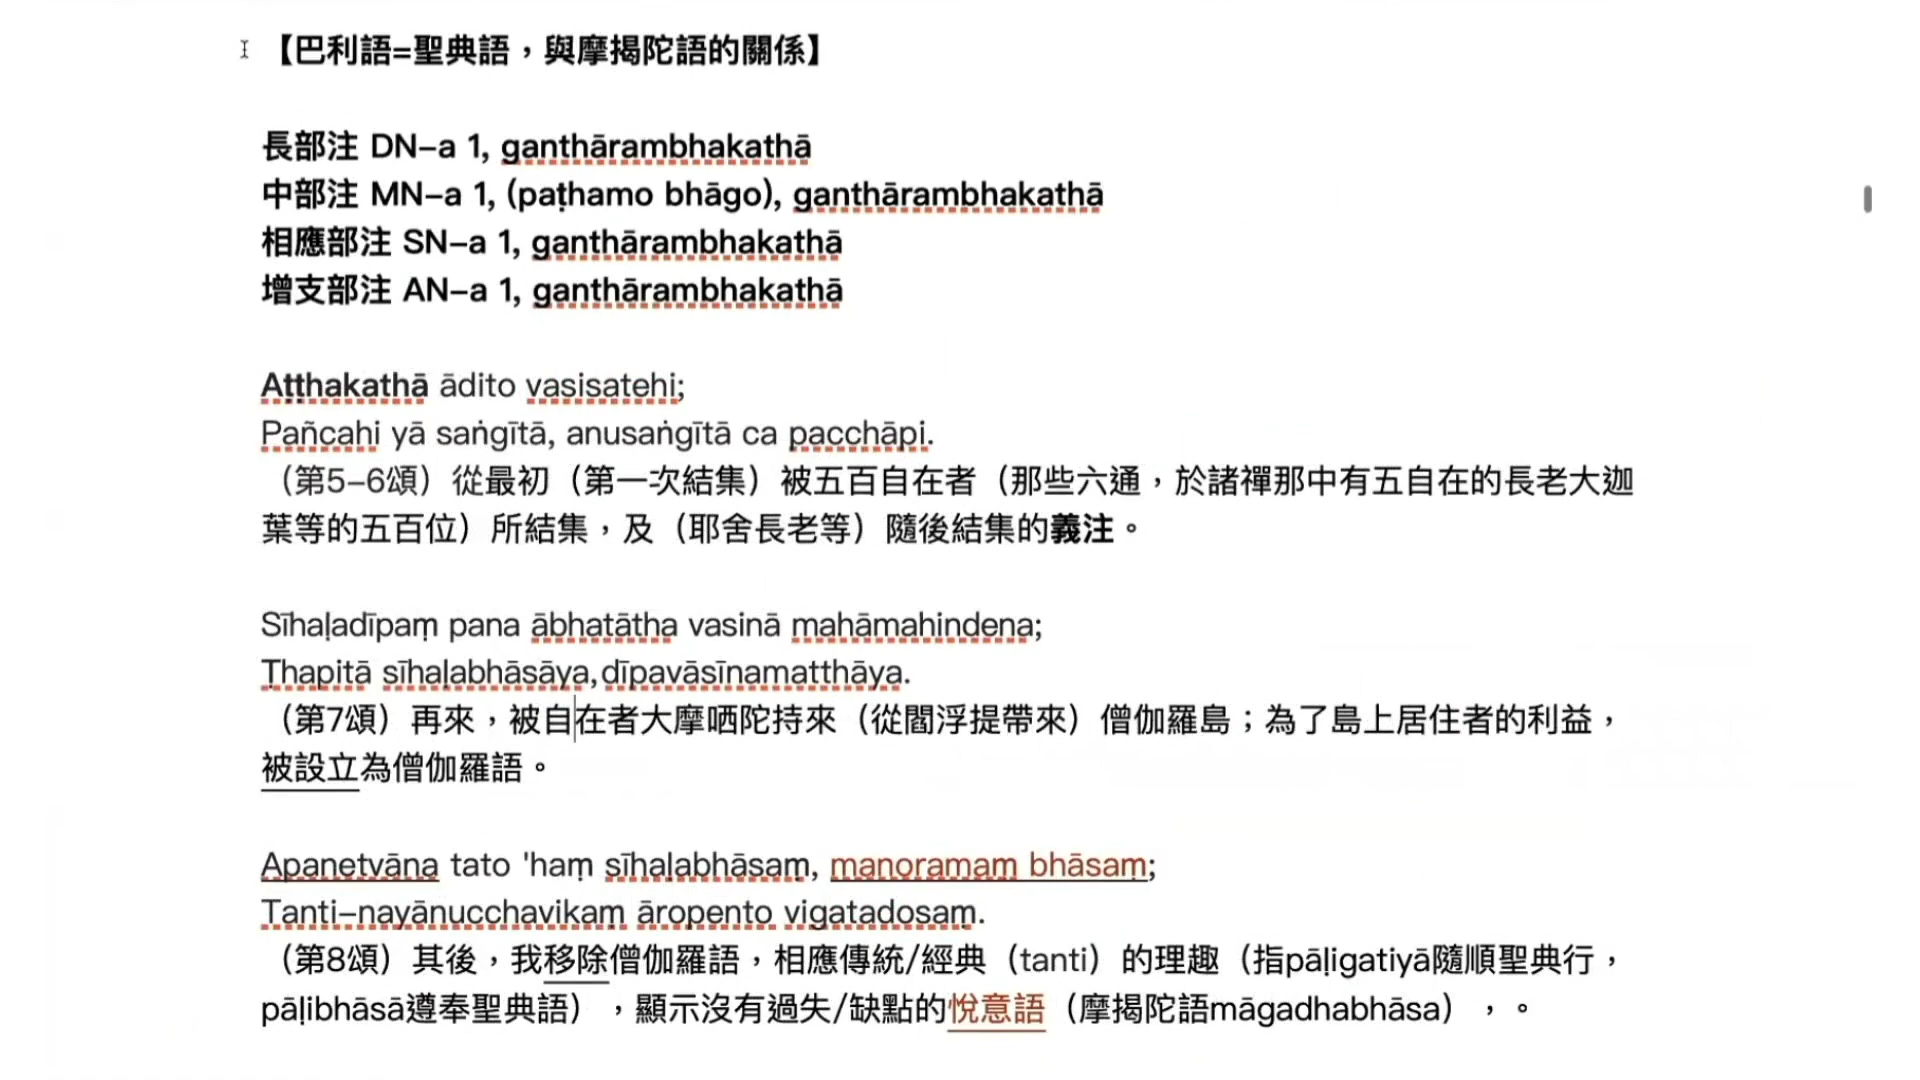 【巴利語=聖典語，與摩揭陀語的關係】
長部注 DN–a 1, ganthārambhakathā
中部注 MN–a 1, (paṭhamo bhāgo), ganthārambhakathā
相應部注 SN–a 1, ganthārambhakathā
增支部注 AN–a 1, ganthārambhakathā
Aṭṭhakathā ādito vasisatehi;
Pañcahi yā saṅgītā, anusaṅgītā ca pacchāpi.
（第5–6頌）從最初（第一次結集）被五百自在者（那些六通，於諸禪那中有五自在的長老大迦
葉等的五百位）所結集，及（耶舍長老等）隨後結集的義注。
Sīhaḷadīpaṃ pana ābhatātha vasinā mahāmahindena;
Ṭhapitā sīhaḷabhāsāya, dīpavāsīnamatthāya.
（第7頌）再來，被自在者大摩哂陀持來（從閻浮提帶來）僧伽羅島；為了島上居住者的利益，
被設立為僧伽羅語。
Apanetvāna tato 'haṃ sīhaḷabhāsaṃ, manoramaṃ bhāsaṃ;
Tanti–nayānucchavikaṃ āropento vigatadosaṃ.
（第8頌）其後，我移除僧伽羅語，相應傳統/經典（tanti）的理趣（指pāḷigatiyā隨順聖典行，
pāḷibhāsā遵奉聖典語），顯示沒有過失/缺點的悅意語（摩揭陀語māgadhabhāsa），。